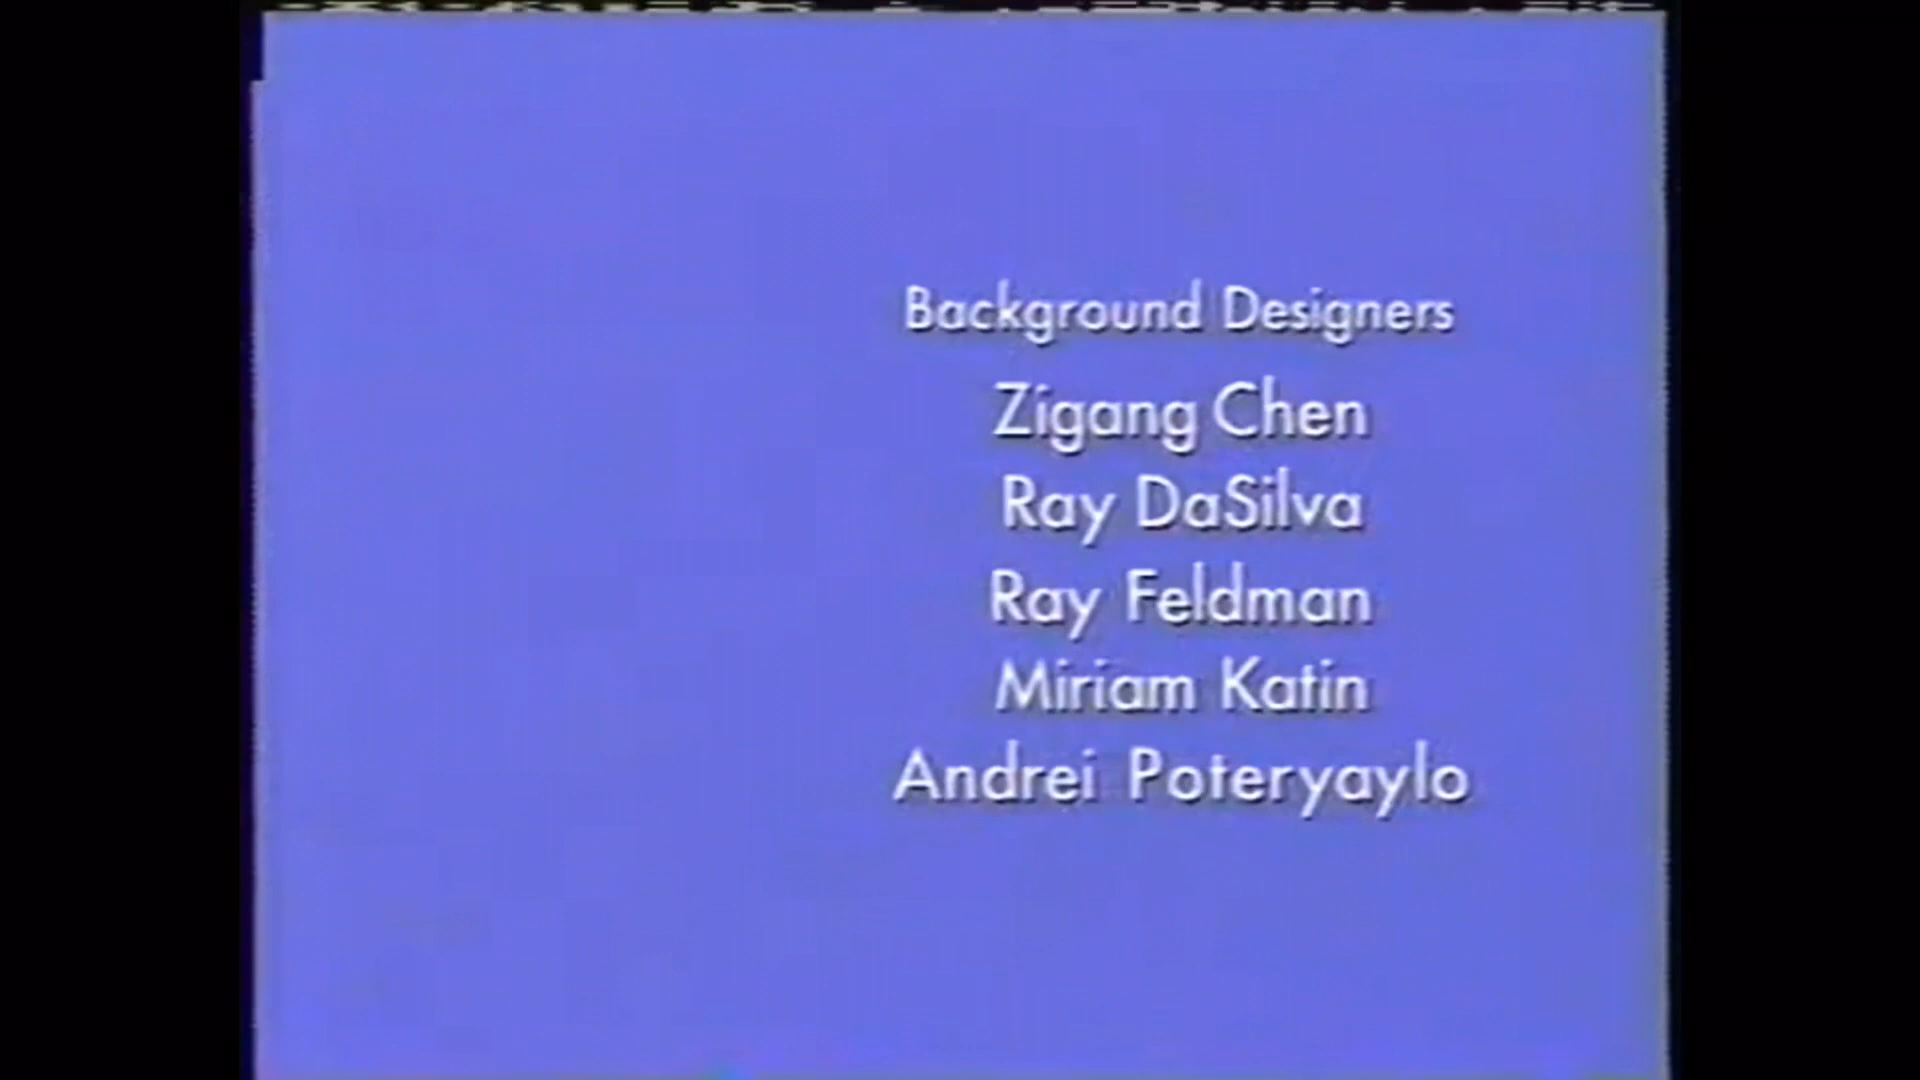 Background Designers
Zigang Chen
Ray DaSilva
Ray Feldman
Miriam Katin
Andrei Poteryaylo